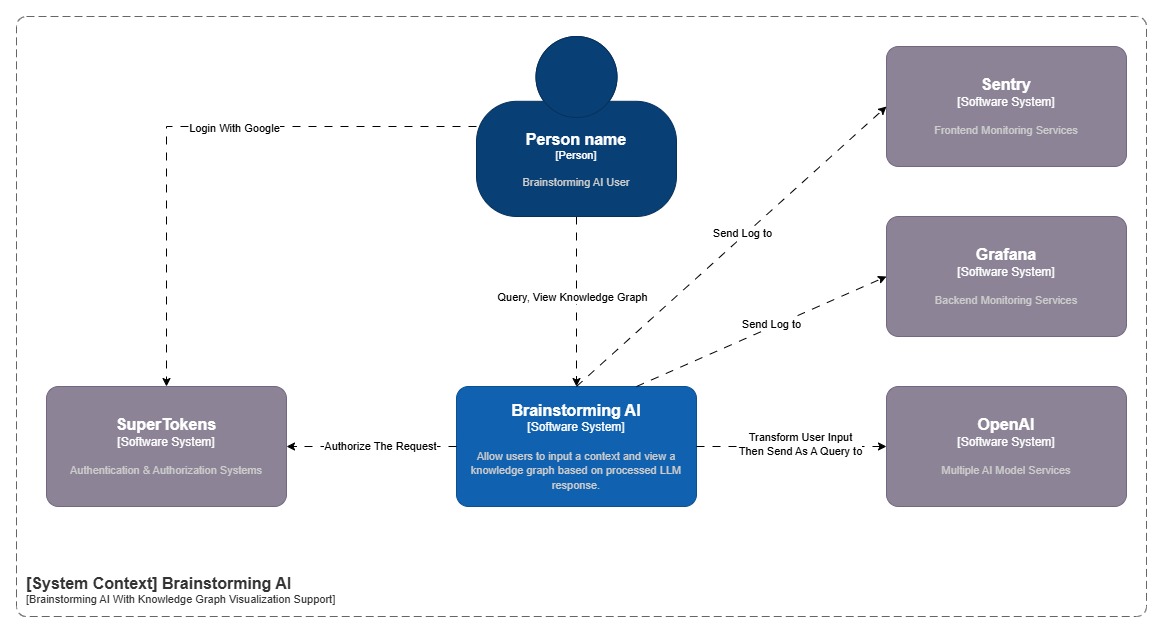 Person name
[Person]
Brainstorming AI User
Sentry
[Software System]
Frontend Monitoring Services
Login With Google
Send Log to
Grafana
[Software System]
Backend Monitoring Services
Query, View Knowledge Graph
Send Log to
SuperTokens
[Software System]
Authentication & Authorization Systems
Authorize The Request
Brainstorming AI
[Software System]
Allow users to input a context and view a
knowledge graph based on processed LLM
response.
Transform User Input
Then Send As A Query to
OpenAI
[Software System]
Multiple AI Model Services
[System Context] Brainstorming AI
[Brainstorming AI With Knowledge Graph Visualization Support]